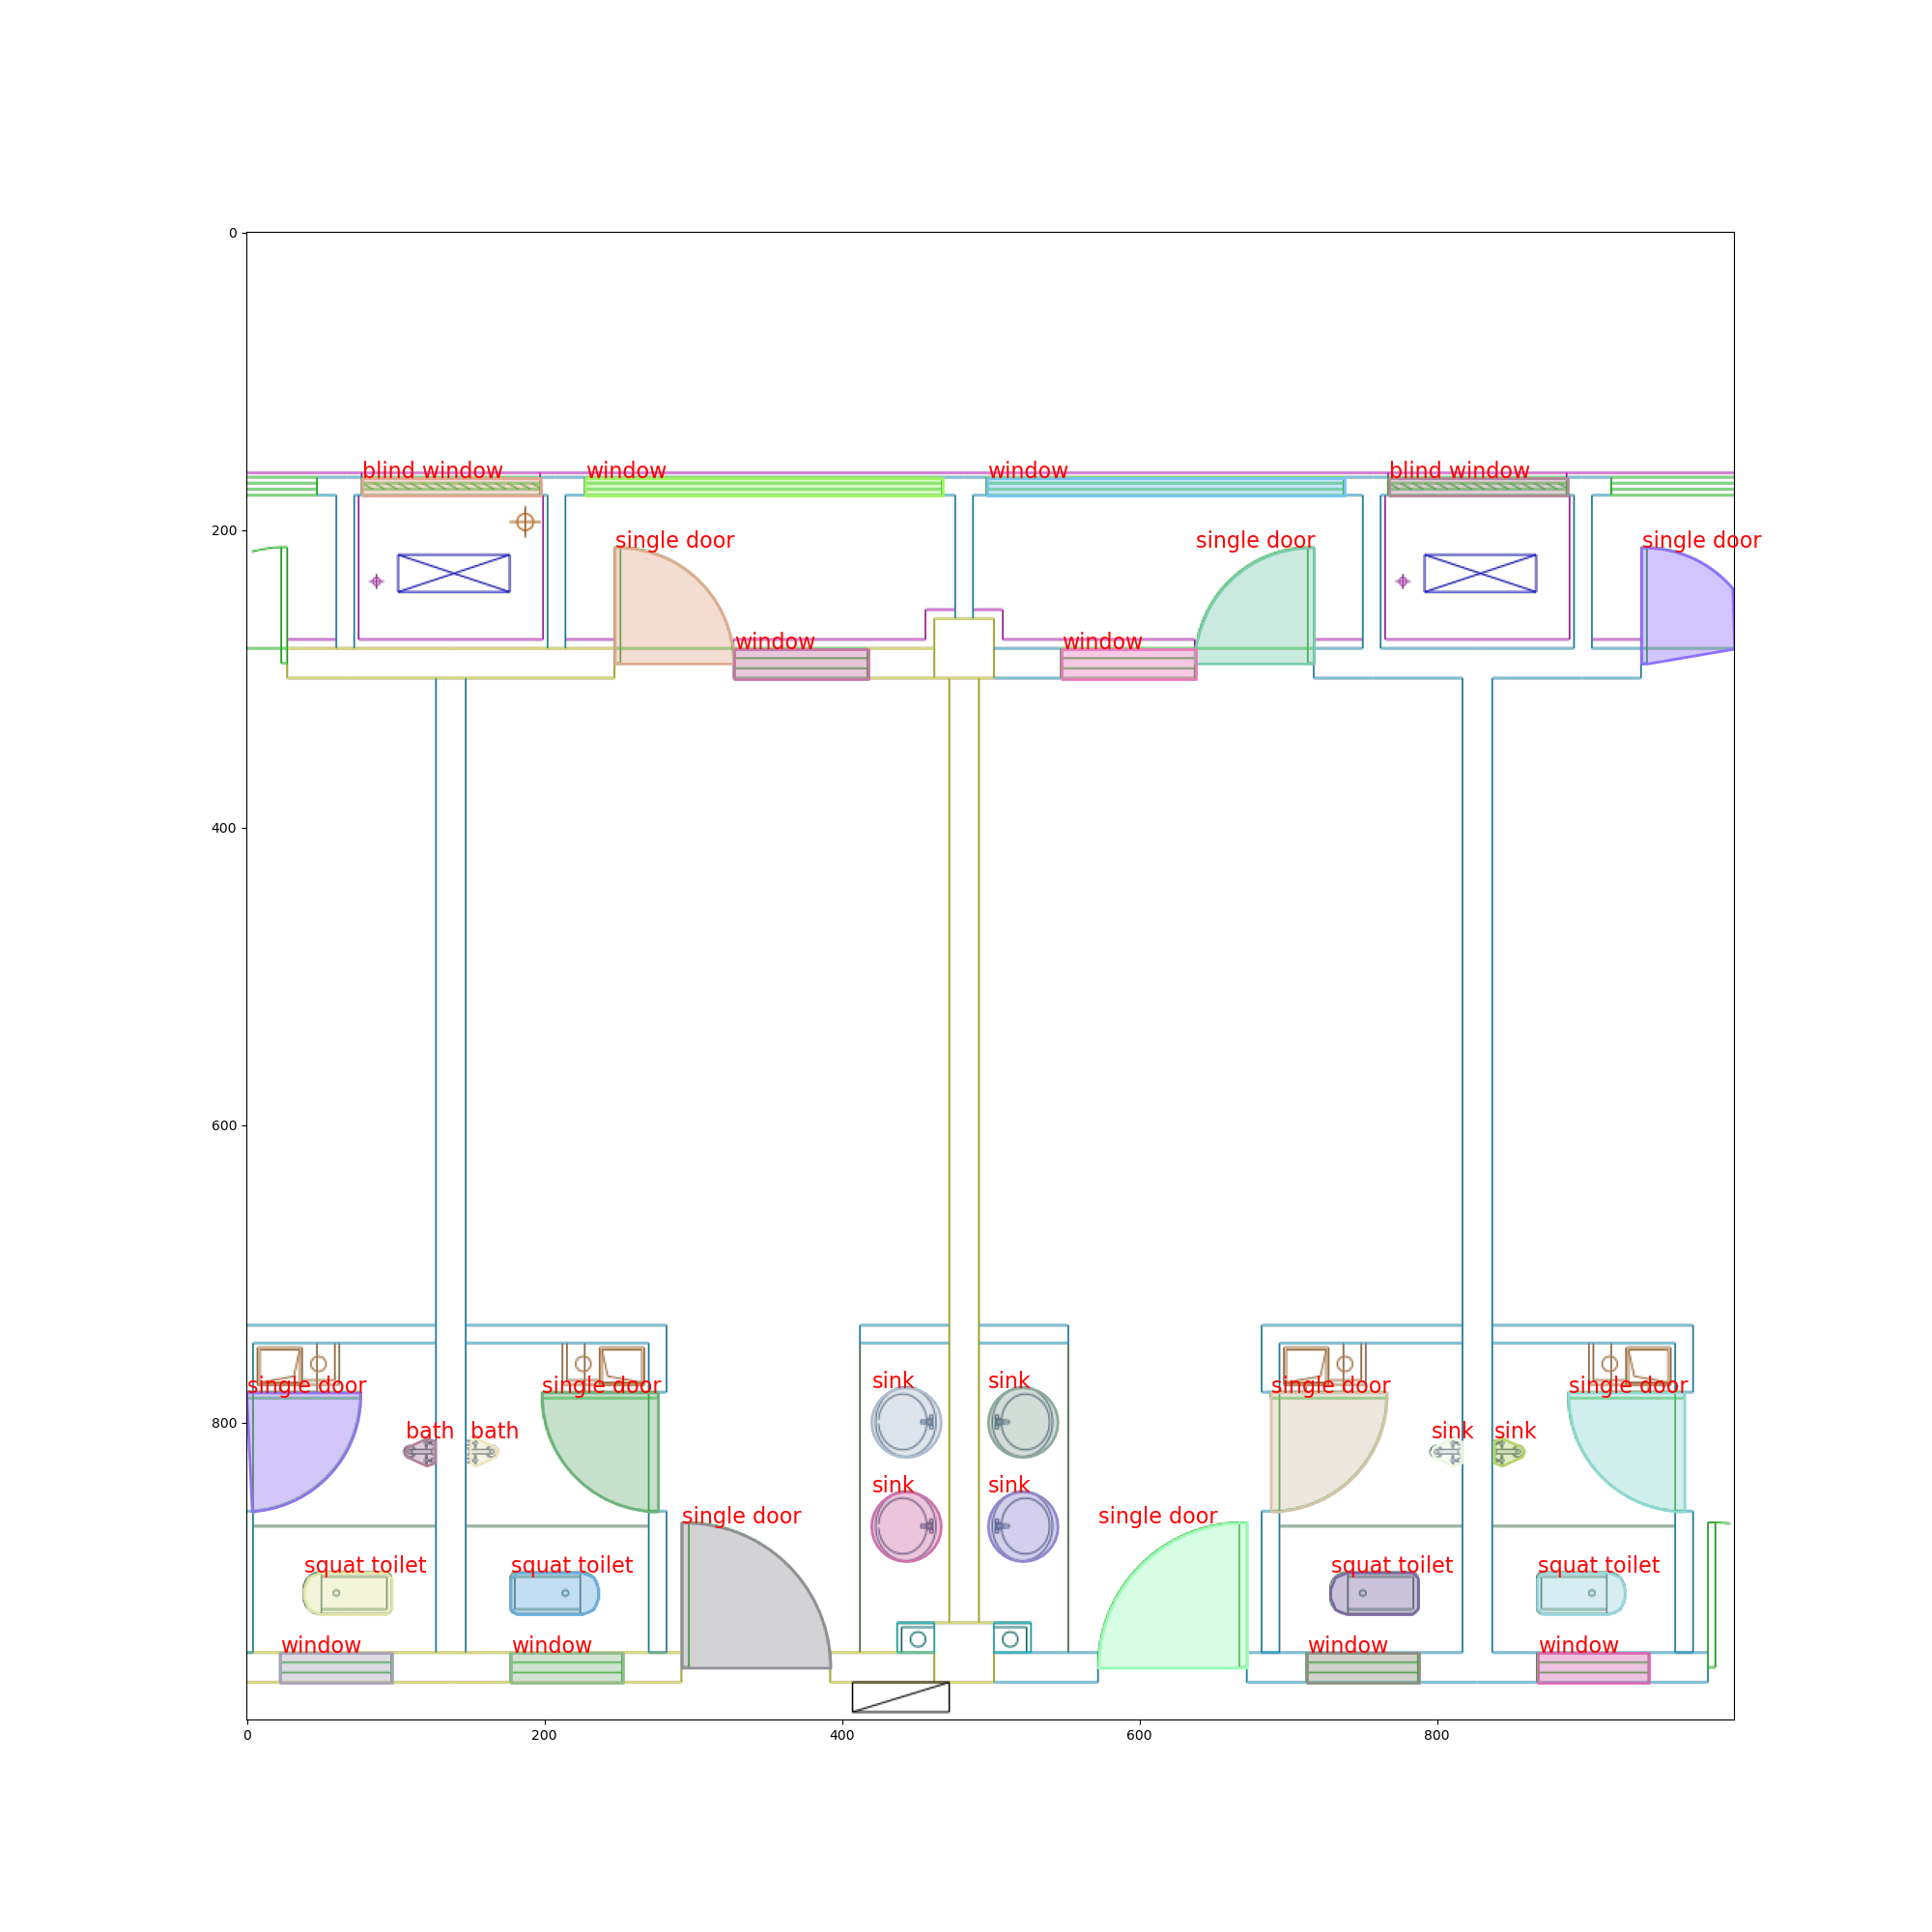 0
blind window window window blind window
200
single door single door single door
window window
400
600
single door single door sink sink single door single door
800
bath bath sink sink
sink sink
single door single door
squat toilet squat toilet squat toilet squat toilet
window window window window
0 200 400 600 800